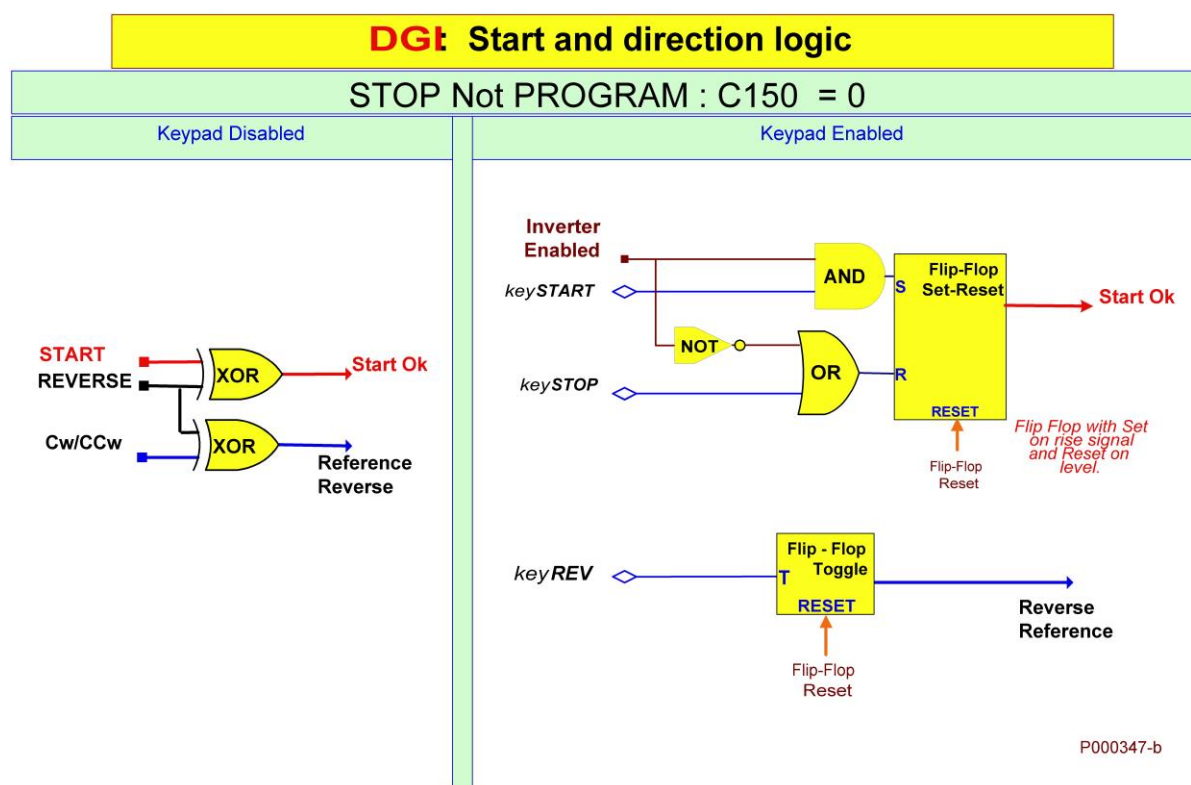 DGI: Start and direction logic
STOP Not PROGRAM : C150 = 0
Keypad Disabled
START
REVERSE
XOR
Start Ok
Cw/CCw
XOR
Reference
Reverse
Keypad Enabled
Inverter
Enabled
keySTART
AND
NOT
keySTOP
OR
Flip-Flop
Set-Reset
S
R
RESET
Start Ok
Flip-Flop
Reset
Flip Flop with Set
on rise signal
and Reset on
level.
keyREV
Flip - Flop
Toggle
T
RESET
Reverse
Reference
Flip-Flop
Reset
P000347-b